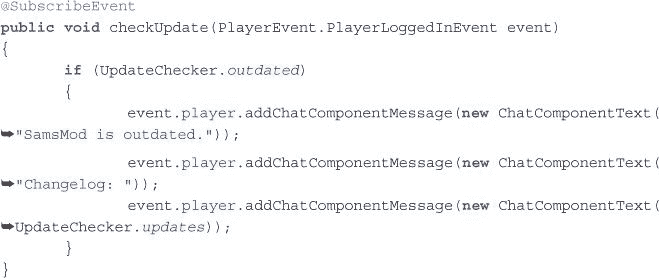 @SubscribeEvent
public void checkUpdate(PlayerEvent.PlayerLoggedInEvent event)
{
if (UpdateChecker.outdated)
{
event.player.addChatComponentMessage(new ChatComponentText(
➥"SamsMod is outdated."));
event.player.addChatComponentMessage(new ChatComponentText(
➥"Changelog: "));
event.player.addChatComponentMessage(new ChatComponentText(
➥UpdateChecker.updates));
}
}